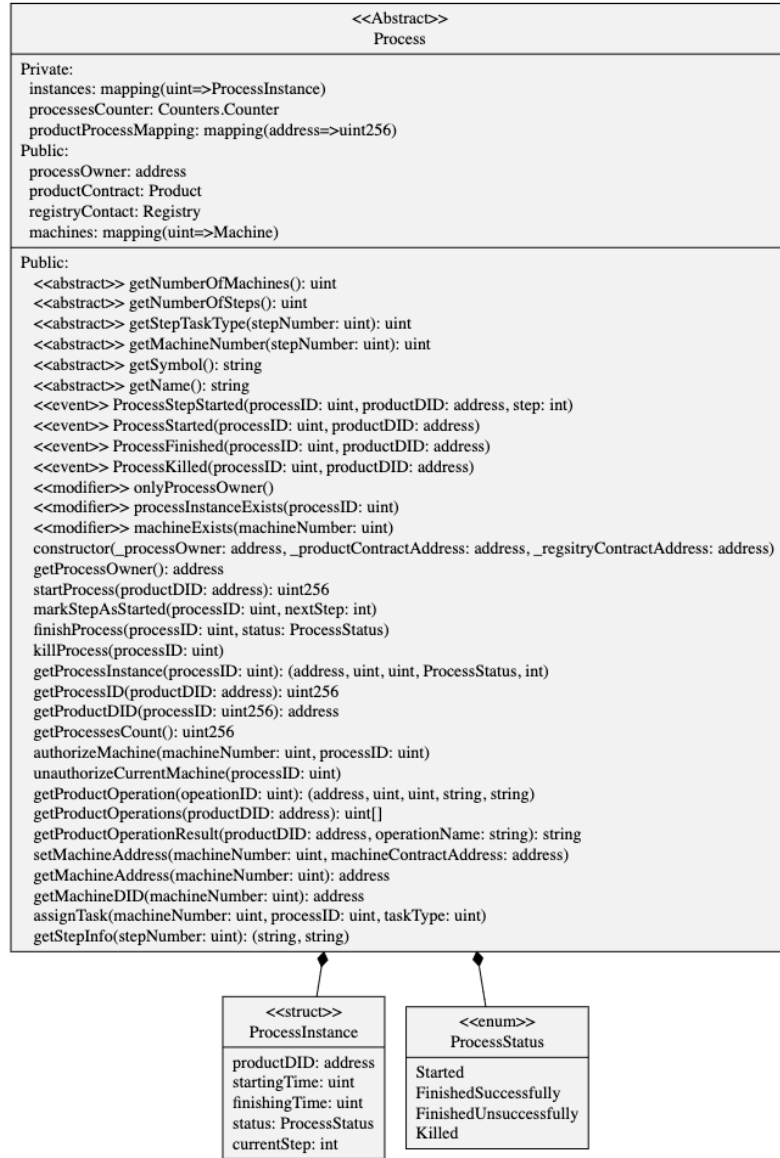 <<Abstract>>
Process
Private:
instances: mapping(uint=>ProcessInstance)
processesCounter: Counters.Counter
productProcessMapping: mapping(address=>uint256)
Public:
processOwner: address
productContract: Product
registryContact: Registry
machines: mapping(uint=>Machine)
Public:
<<abstract>> getNumberOfMachines(): uint
<<abstract>> getNumberOfSteps(): uint
<<abstract>> getStepTaskType(stepNumber: uint): uint
<<abstract>> getMachineNumber(stepNumber: uint): uint
<<abstract>> getSymbol(): string
<<abstract>> getName(): string
<<event>> ProcessStepStarted(processID: uint, productDID: address, step: int)
<<event>> ProcessStarted(processID: uint, productDID: address)
<<event>> ProcessFinished(processID: uint, productDID: address)
<<event>> ProcessKilled(processID: uint, productDID: address)
<<modifier>> onlyProcessOwner()
<<modifier>> processInstanceExists(processID: uint)
<<modifier>> machineExists(machineNumber: uint)
constructor(_processOwner: address, _productContractAddress: address, _regsitryContractAddress: address)
getProcessOwner(): address
startProcess(productDID: address): uint256
markStepAsStarted(processID: uint, nextStep: int)
finishProcess(processID: uint, status: ProcessStatus)
killProcess(processID: uint)
getProcessInstance(processID: uint): (address, uint, uint, ProcessStatus, int)
getProcessID(productDID: address): uint256
getProductDID(processID: uint256): address
getProcessesCount(): uint256
authorizeMachine(machineNumber: uint, processID: uint)
unauthorizeCurrentMachine(processID: uint)
getProductOperation(opeationID: uint): (address, uint, uint, string, string)
getProductOperations(productDID: address): uint[]
getProductOperationResult(productDID: address, operationName: string): string
setMachineAddress(machineNumber: uint, machineContractAddress: address)
getMachineAddress(machineNumber: uint): address
getMachineDID(machineNumber: uint): address
assignTask(machineNumber: uint, processID: uint, taskType: uint)
getStepInfo(stepNumber: uint): (string, string)
<<struct>>
ProcessInstance
productDID: address
startingTime: uint
finishingTime: uint
status: ProcessStatus
currentStep: int
<<enum>>
ProcessStatus
Started
FinishedSuccessfully
FinishedUnsuccessfully
Killed